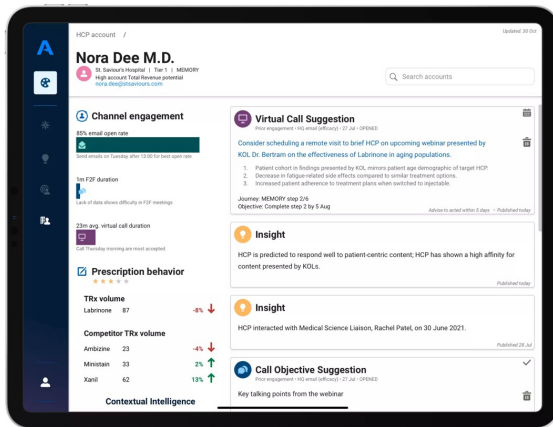 HCP account /
Updated 30 Oct
Nora Dee M.D.
St. Saviour's Hospital | Tier 1 | MEMORY
High account Total Revenue potential
nora.dee@stsaviours.com
Search accounts
Channel engagement
85% email open rate
Send emails on Tuesday after 13:00 for best open rate
1m F2F duration
Lack of data shows difficulty in F2F meetings
23m avg. virtual call duration
Call Thursday morning are most accepted
Prescription behavior
TRx volume
Labrinone 87 -8%
Competitor TRx volume
Ambizine 23 -4%
Ministain 33 2%
Xanil 62 13%
Contextual Intelligence
Virtual Call Suggestion
Prior engagement • HQ email (efficacy) • 27 Jul • OPENED
Consider scheduling a remote visit to brief HCP on upcoming webinar presented by
KOL Dr. Bertram on the effectiveness of Labrinone in aging populations.
1. Patient cohort in findings presented by KOL mirrors patient age demographic of target HCP.
2. Decrease in fatigue-related side effects compared to similar treatment options.
3. Increased patient adherence to treatment plans when switched to injectable.
Journey: MEMORY step 2/6
Objective: Complete step 2 by 5 Aug
Advise to acted within 5 days • Published today
Insight
HCP is predicted to respond well to patient-centric content; HCP has shown a high affinity for
content presented by KOLs.
Published today
Insight
HCP interacted with Medical Science Liaison, Rachel Patel, on 30 June 2021.
Published 28 Jul
Call Objective Suggestion
Prior engagement • HQ email (efficacy) • 27 Jul • OPENED
Key talking points from the webinar